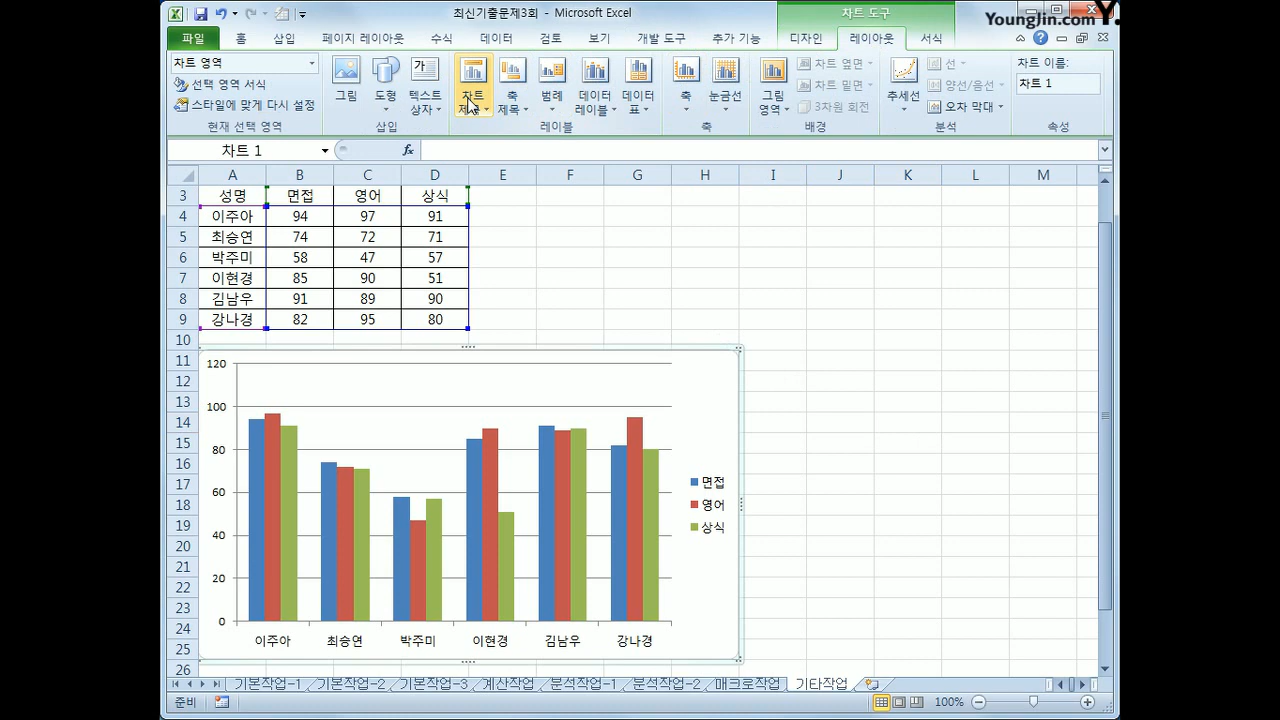 최신기출문제3회 - Microsoft Excel
차트 도구
YoungJin.com Y.
파일 홈 삽입 페이지 레이아웃 수식 데이터 검토 보기 개발 도구 추가 기능 디자인 레이아웃 서식
차트 영역
선택 영역 서식
스타일에 맞게 다시 설정
현재 선택 영역
그림
도형
텍스트 상자
삽입
차트 제목
축 제목
범례
데이터 레이블
데이터 표
레이블
축
눈금선
축
그림 영역
차트 옆면
차트 밑면
3차원 회전
배경
추세선
선
양선/음선
오차 막대
분석
차트 이름:
차트 1
속성
차트 1
fx
A B C D E F G H I J K L M
3 성명 면접 영어 상식
4 이주아 94 97 91
5 최승연 74 72 71
6 박주미 58 47 57
7 이현경 85 90 51
8 김남우 91 89 90
9 강나경 82 95 80
10
11
12
13
14
15
16
17
18
19
20
21
22
23
24
25
26
120
100
80
60
40
20
0
이주아 최승연 박주미 이현경 김남우 강나경
면접
영어
상식
기본작업-1 기본작업-2 기본작업-3 계산작업 분석작업-1 분석작업-2 매크로작업 기타작업
준비
100%